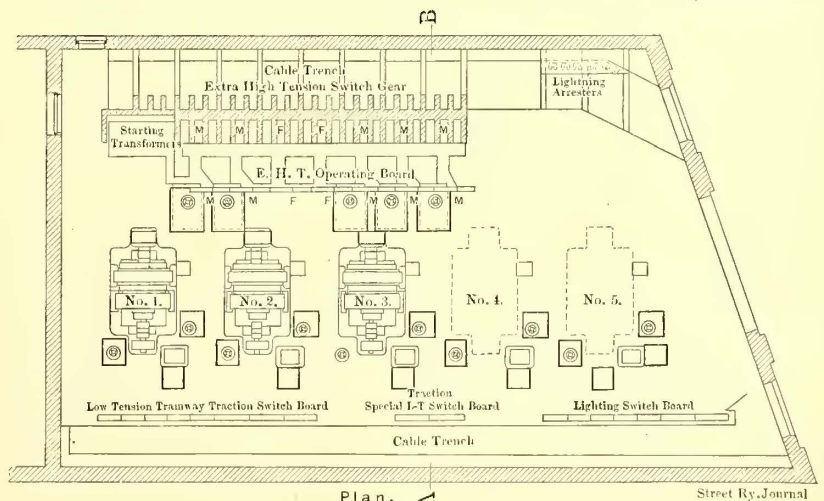 B
Cable Trench
Extra High Tension Switch Gear
Lightning
Arresters
Starting
Transformers
M M F F M M M
E. H. T. Operating Board
M M F F M M M
No. 1. No. 2. No. 3. No. 4. No. 5.
Low Tension Tramway Traction Switch Board
Traction
Special L-T Switch Board
Lighting Switch Board
Cable Trench
Plan.
A
Street Ry. Journal